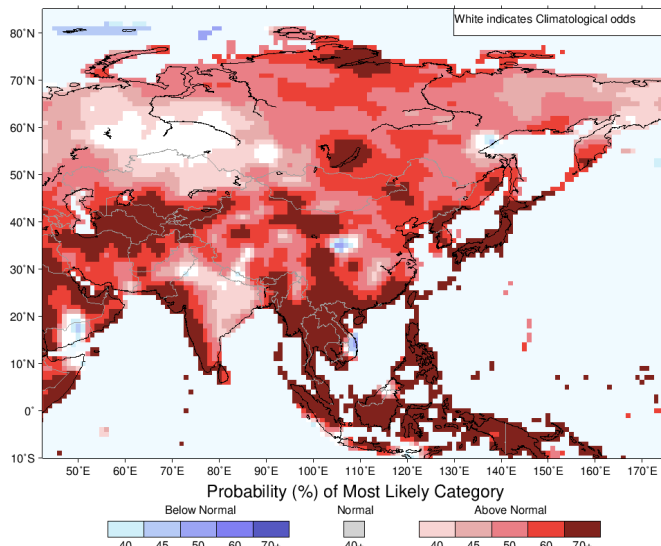 White indicates Climatological odds
80°N
70°N
60°N
50°N
40°N
30°N
20°N
10°N
0°
10°S
50°E 60°E 70°E 80°E 90°E 100°E 110°E 120°E 130°E 140°E 150°E 160°E 170°E
Probability (%) of Most Likely Category
Below Normal Normal Above Normal
40 45 50 60 70+ 40+ 40 45 50 60 70+